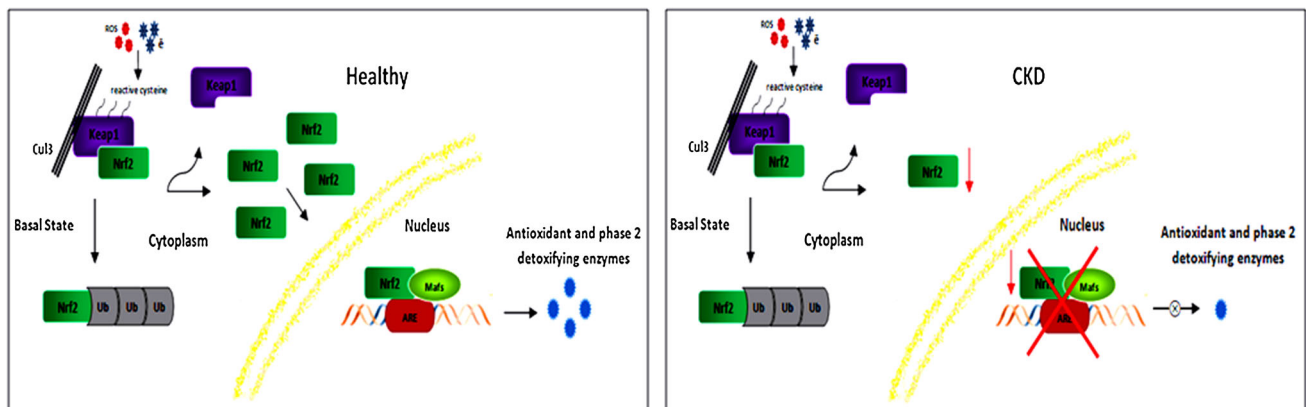 ROS
ē
reactive cysteine
Healthy
Keap1
Keap1
Cul3
Nrf2
Nrf2
Nrf2
Nrf2
Nrf2
Basal State
Cytoplasm
Nucleus
Antioxidant and phase 2
detoxifying enzymes
Nrf2
Mafs
ARE
Nrf2 Ub Ub Ub
ROS
ē
reactive cysteine
CKD
Keap1
Keap1
Cul3
Nrf2
Nrf2
Basal State
Cytoplasm
Nucleus
Antioxidant and phase 2
detoxifying enzymes
Nrf2
Mafs
ARE
Nrf2 Ub Ub Ub